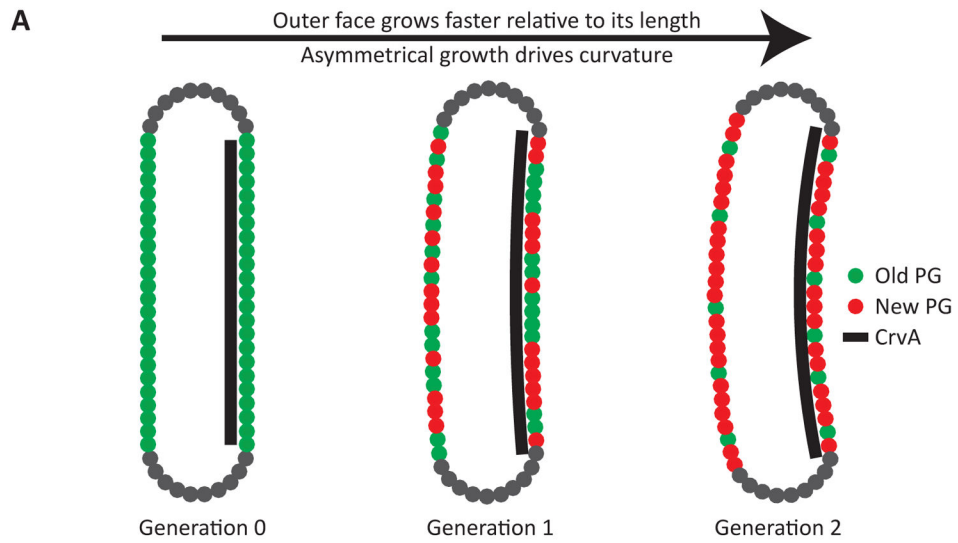 A
Outer face grows faster relative to its length
Asymmetrical growth drives curvature
Old PG
New PG
CrvA
Generation 0
Generation 1
Generation 2